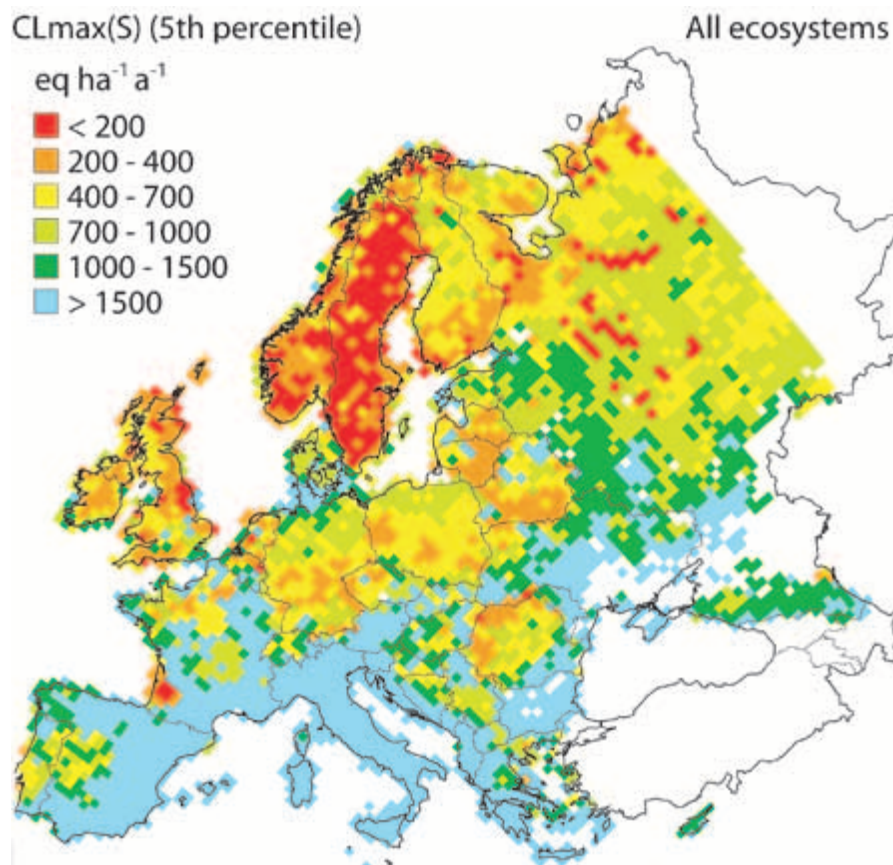 CLmax(S) (5th percentile)
All ecosystems
eq ha⁻¹ a⁻¹
< 200
200 - 400
400 - 700
700 - 1000
1000 - 1500
> 1500